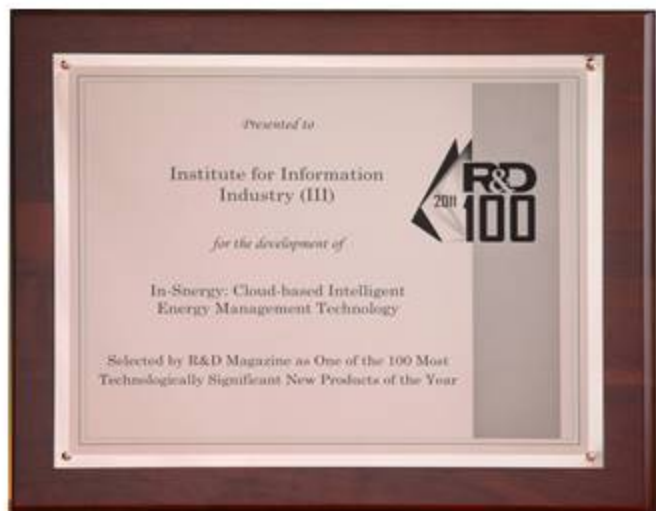 Presented to
Institute for Information
Industry (III)
R&D
2011
100
for the development of
In-Snergy: Cloud-based Intelligent
Energy Management Technology
Selected by R&D Magazine as One of the 100 Most
Technologically Significant New Products of the Year